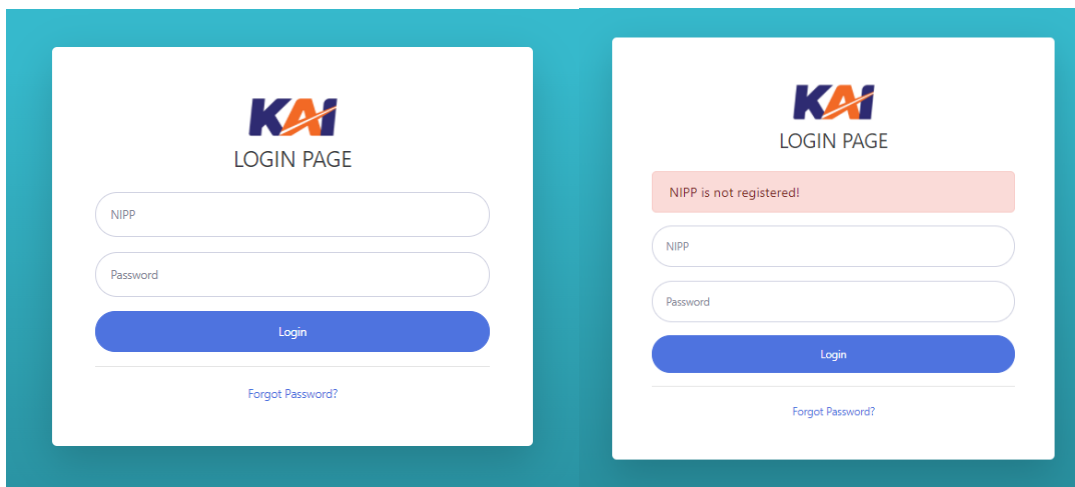 KAI
LOGIN PAGE
NIPP
Password
Login
Forgot Password?
KAI
LOGIN PAGE
NIPP is not registered!
NIPP
Password
Login
Forgot Password?